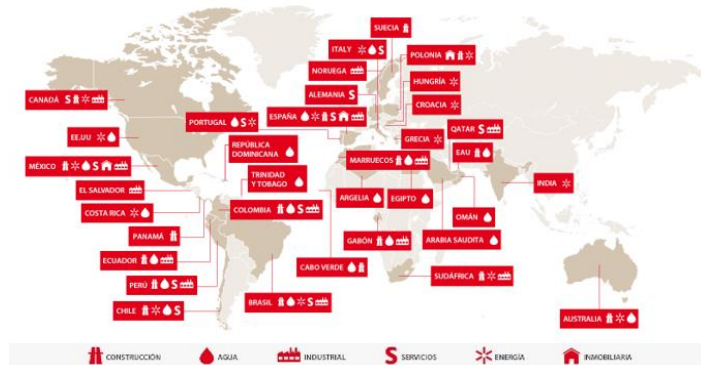 SUECIA
ITALY S
POLONIA
NORUEGA
HUNGRÍA
ALEMANIA S
CROACIA
CANADÁ S
PORTUGAL S
ESPAÑA S
GRECIA
QATAR S
EE.UU
REPÚBLICA
DOMINICANA
MARRUECOS
EAU
MÉXICO S
TRINIDAD
Y TOBAGO
INDIA
EL SALVADOR
ARGELIA
EGIPTO
OMÁN
COSTA RICA
COLOMBIA S
PANAMÁ
GABÓN
ARABIA SAUDITA
ECUADOR
CABO VERDE
SUDÁFRICA
PERÚ S
CHILE S
BRASIL S
AUSTRALIA
CONSTRUCCIÓN AGUA INDUSTRIAL S SERVICIOS ENERGÍA INMOBILIARIA